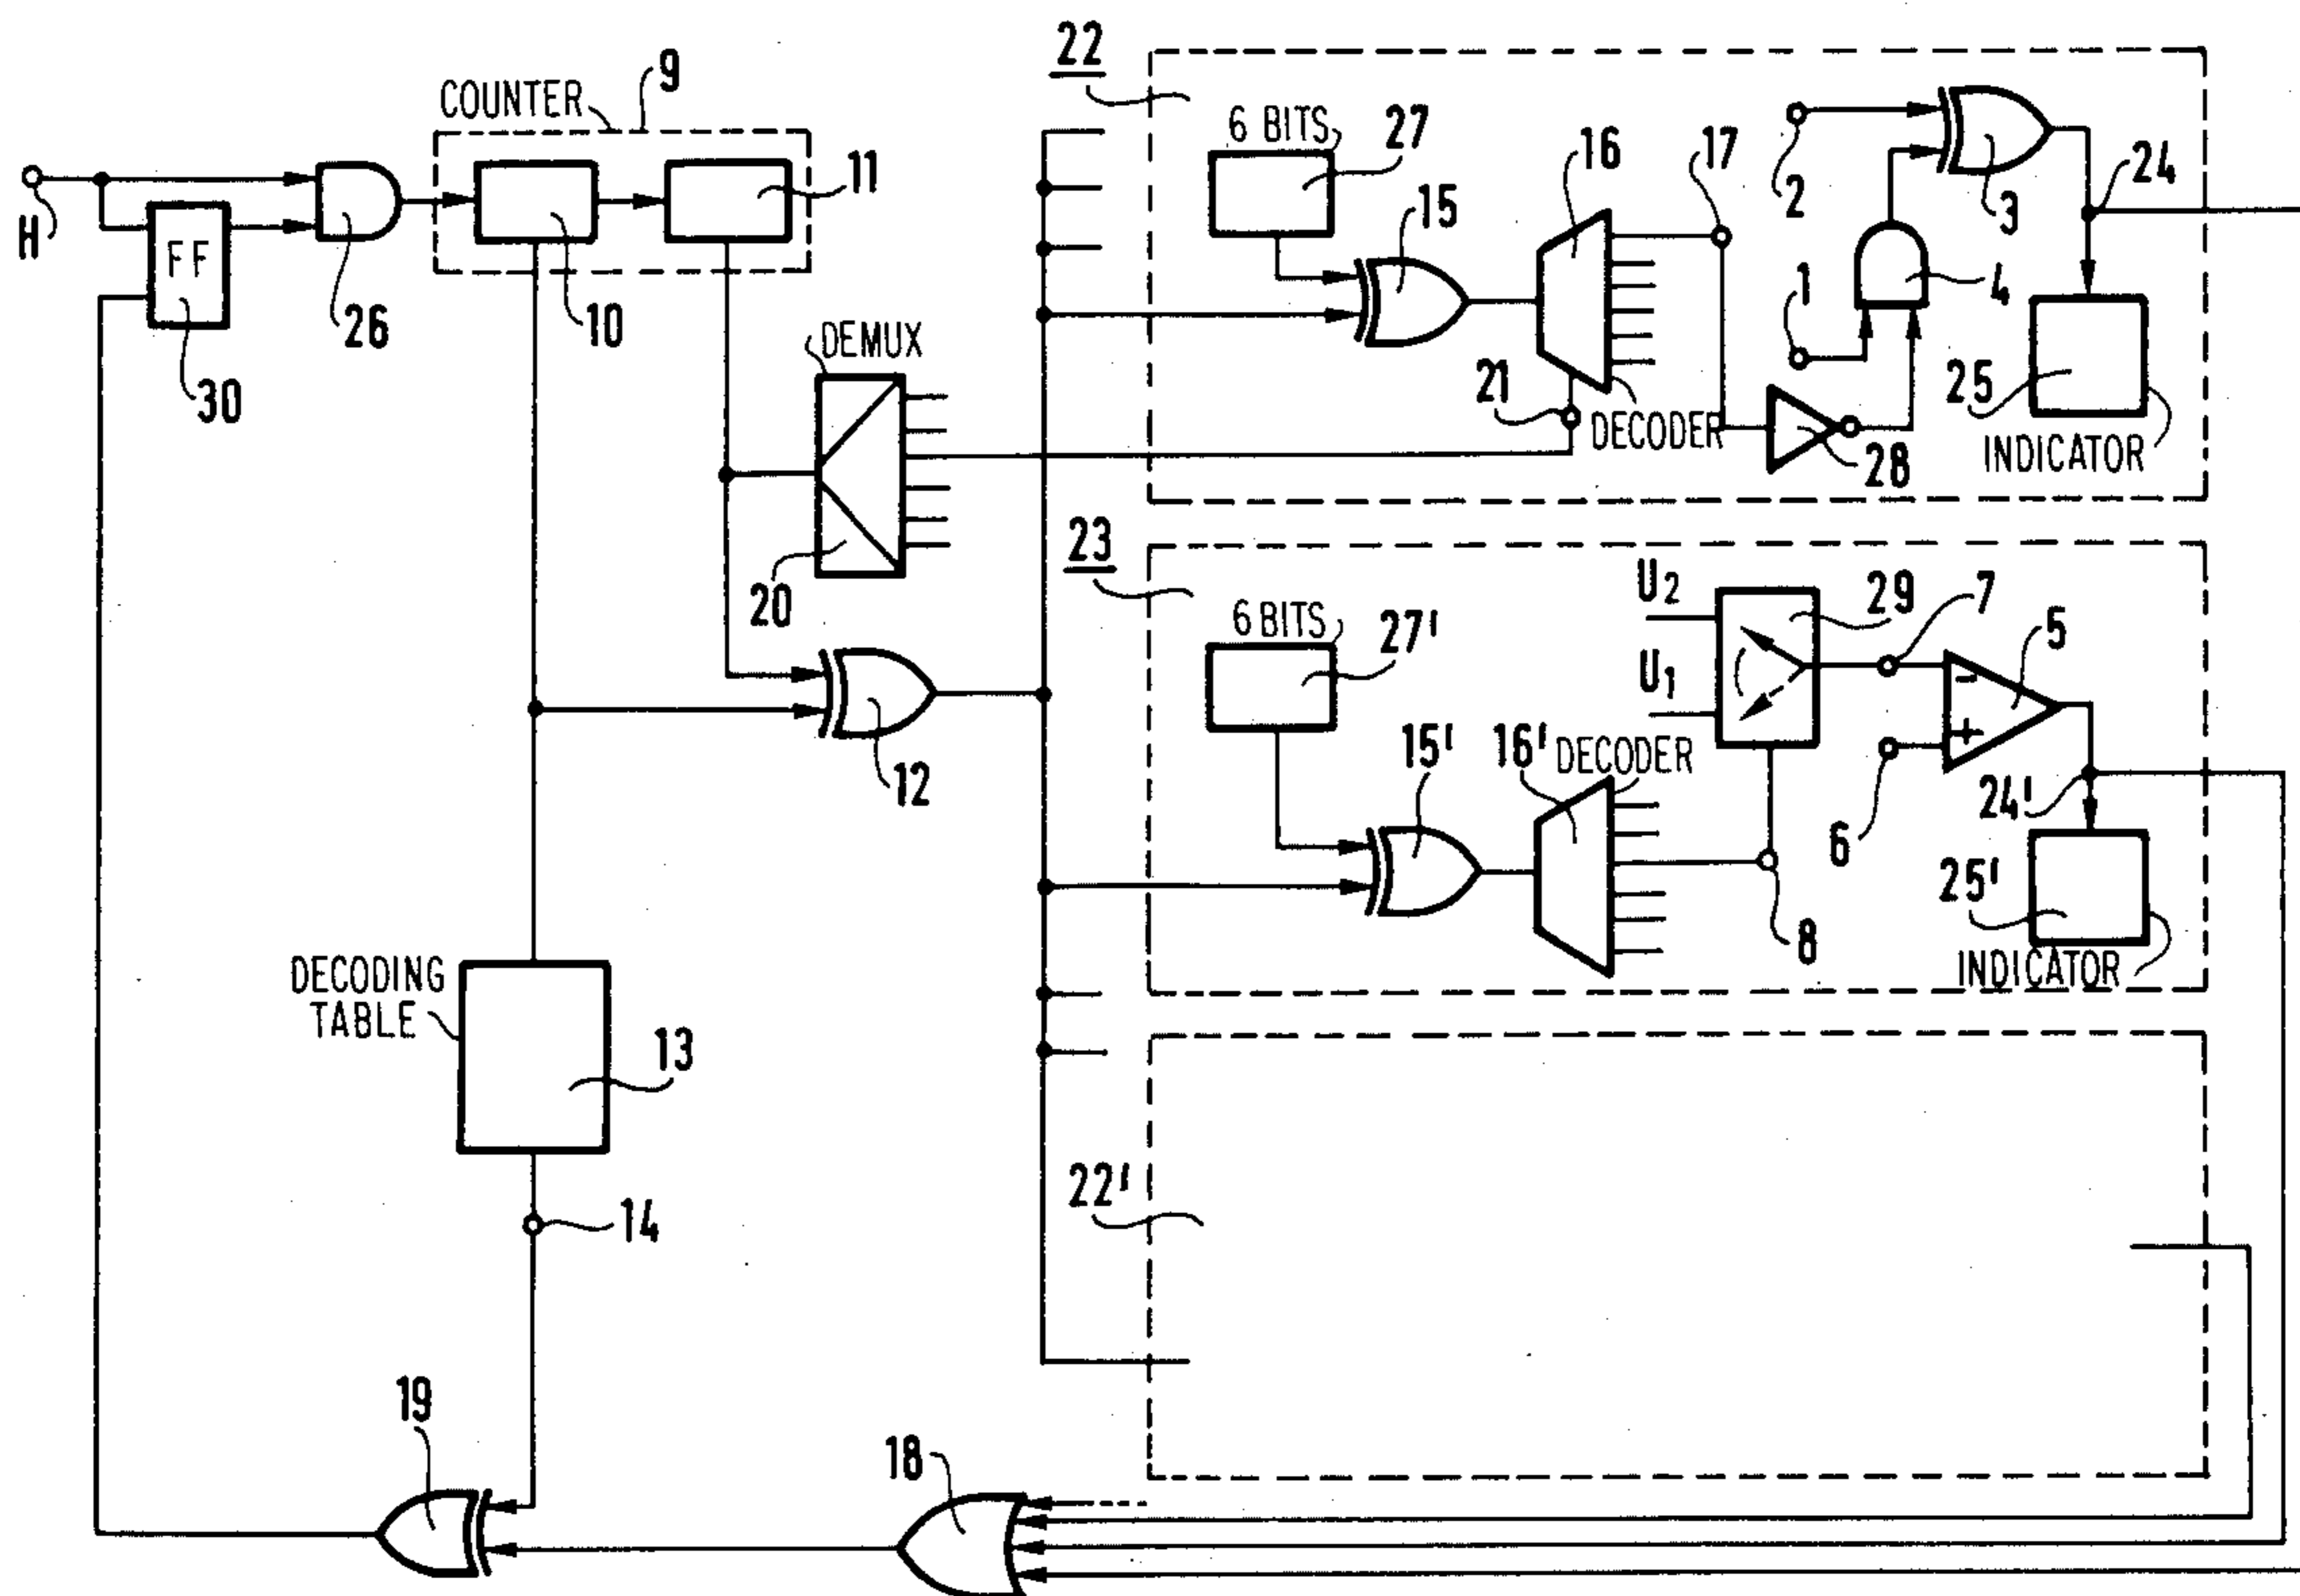 22
9
COUNTER
6 BITS
27
16
17
11
2
3
24
H
FF
15
26
10
1
4
30
DEMUX
21
25
DECODER
28
INDICATOR
20
23
U2
29
7
6 BITS
27'
5
U1
12
15'
16'
DECODER
24'
6
25'
8
INDICATOR
DECODING
TABLE
13
22'
14
19
18